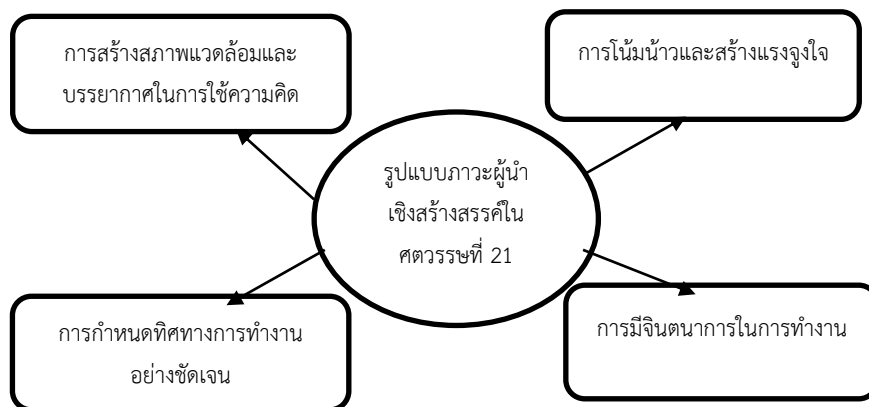 การสร้างสภาพแวดล้อมและ
บรรยากาศในการใช้ความคิด
การโน้มน้าวและสร้างแรงจูงใจ
รูปแบบภาวะผู้นำ
เชิงสร้างสรรค์ใน
ศตวรรษที่ 21
การกำหนดทิศทางการทำงาน
อย่างชัดเจน
การมีจินตนาการในการทำงาน